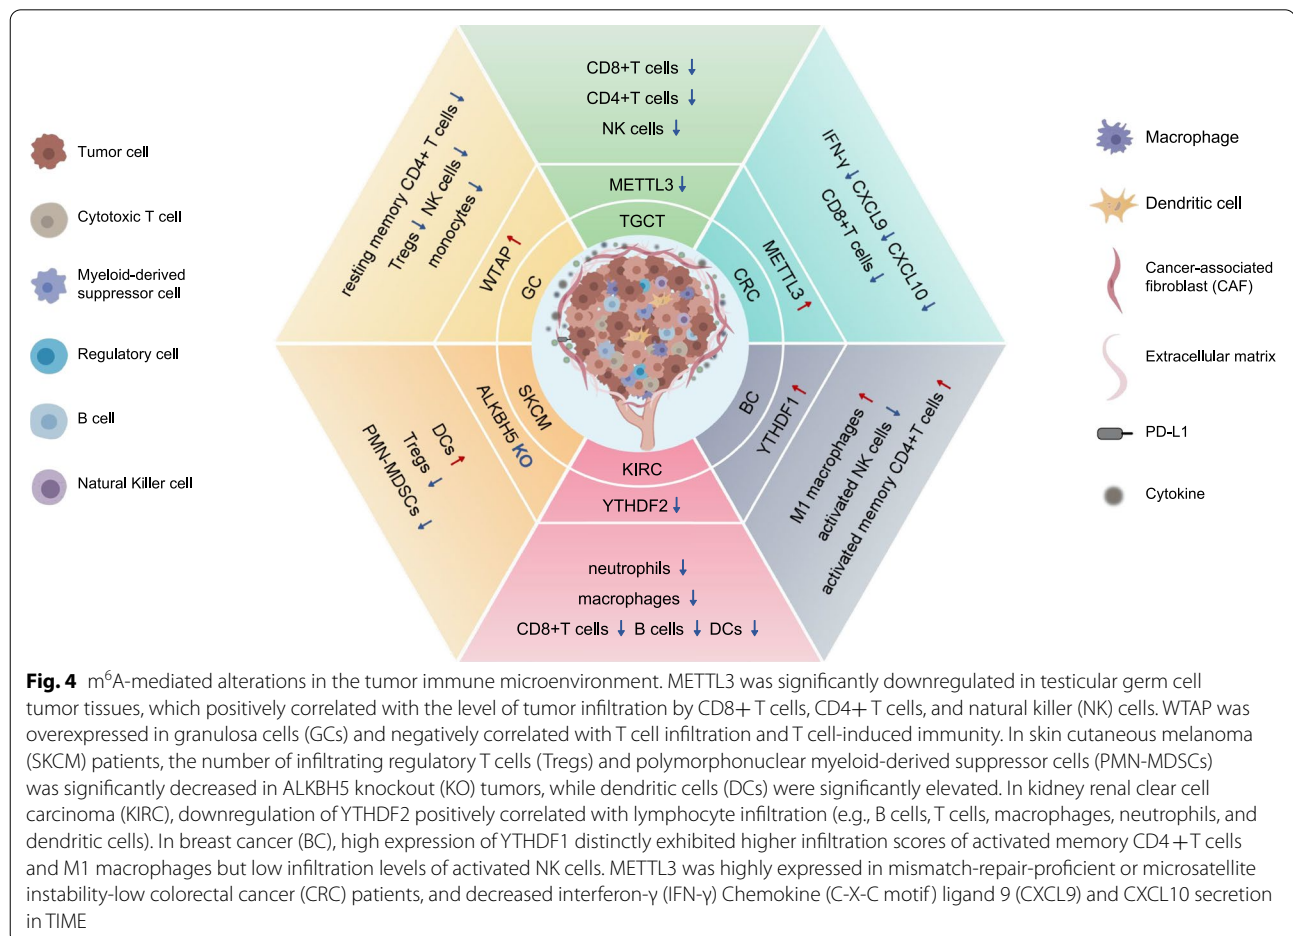 Tumor cell
Cytotoxic T cell
Myeloid-derived
suppressor cell
Regulatory cell
B cell
Natural Killer cell
CD8+T cells ↓
CD4+T cells ↓
NK cells ↓
METTL3 ↓
TGCT
IFN-γ ↓ CXCL9 ↓ CXCL10 ↓
CD8+T cells ↓
METTL3 ↑
CRC
M1 macrophages ↑
activated NK cells ↓
activated memory CD4+T cells ↑
YTHDF1 ↑
BC
KIRC
YTHDF2 ↓
neutrophils ↓
macrophages ↓
CD8+T cells ↓ B cells ↓ DCs ↓
SKCM
ALKBH5 KO
DCs ↑
Tregs ↓
PMN-MDSCs ↓
resting memory CD4+ T cells ↓
Tregs ↓ NK cells ↓
monocytes ↓
WTAP ↑
GC
Macrophage
Dendritic cell
Cancer-associated
fibroblast (CAF)
Extracellular matrix
PD-L1
Cytokine
Fig. 4 m⁶A-mediated alterations in the tumor immune microenvironment. METTL3 was significantly downregulated in testicular germ cell
tumor tissues, which positively correlated with the level of tumor infiltration by CD8+ T cells, CD4+ T cells, and natural killer (NK) cells. WTAP was
overexpressed in granulosa cells (GCs) and negatively correlated with T cell infiltration and T cell-induced immunity. In skin cutaneous melanoma
(SKCM) patients, the number of infiltrating regulatory T cells (Tregs) and polymorphonuclear myeloid-derived suppressor cells (PMN-MDSCs)
was significantly decreased in ALKBH5 knockout (KO) tumors, while dendritic cells (DCs) were significantly elevated. In kidney renal clear cell
carcinoma (KIRC), downregulation of YTHDF2 positively correlated with lymphocyte infiltration (e.g., B cells, T cells, macrophages, neutrophils, and
dendritic cells). In breast cancer (BC), high expression of YTHDF1 distinctly exhibited higher infiltration scores of activated memory CD4 +T cells
and M1 macrophages but low infiltration levels of activated NK cells. METTL3 was highly expressed in mismatch-repair-proficient or microsatellite
instability-low colorectal cancer (CRC) patients, and decreased interferon-γ (IFN-γ) Chemokine (C-X-C motif) ligand 9 (CXCL9) and CXCL10 secretion
in TIME